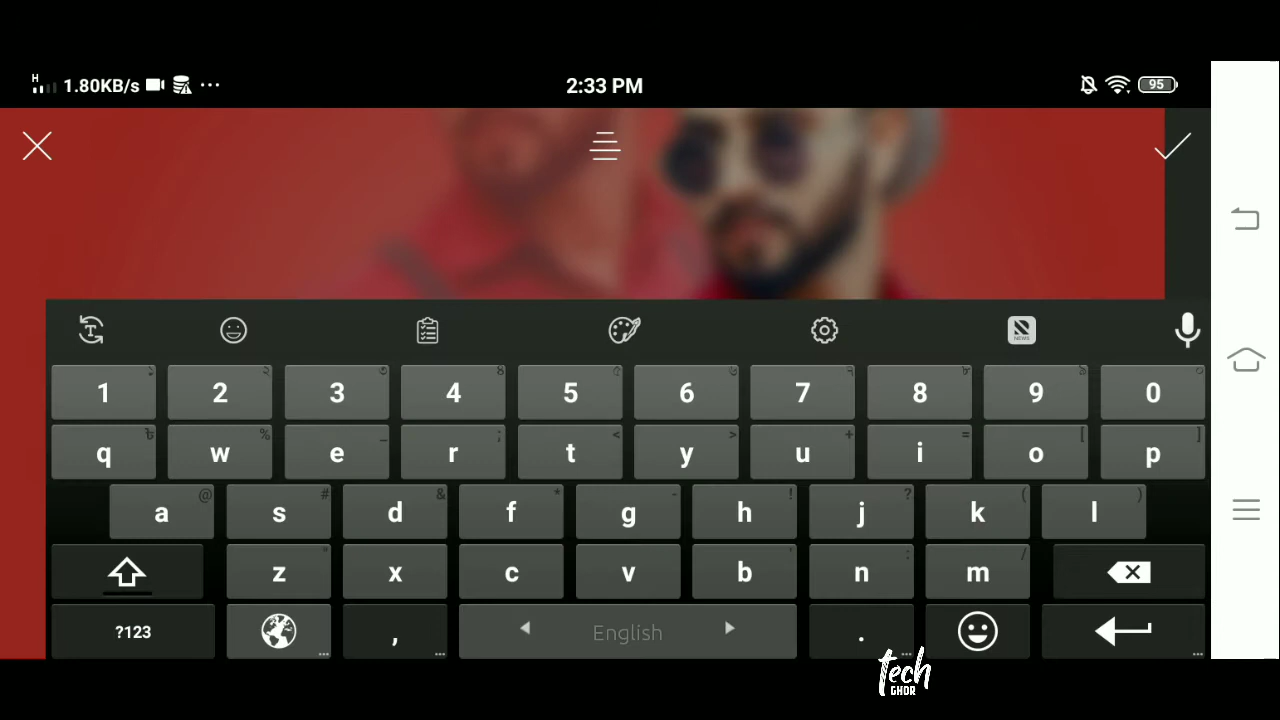 H 1.80KB/s ... 2:33 PM 95
NEWS
1 2 3 4 5 6 7 8 9 0
q w e r t y u i o p
% _ ; < > + = [ ]
a s d f g h j k l
@ # & * - ! ? ( )
z x c v b n m
?123 , English .
tech
GHOR